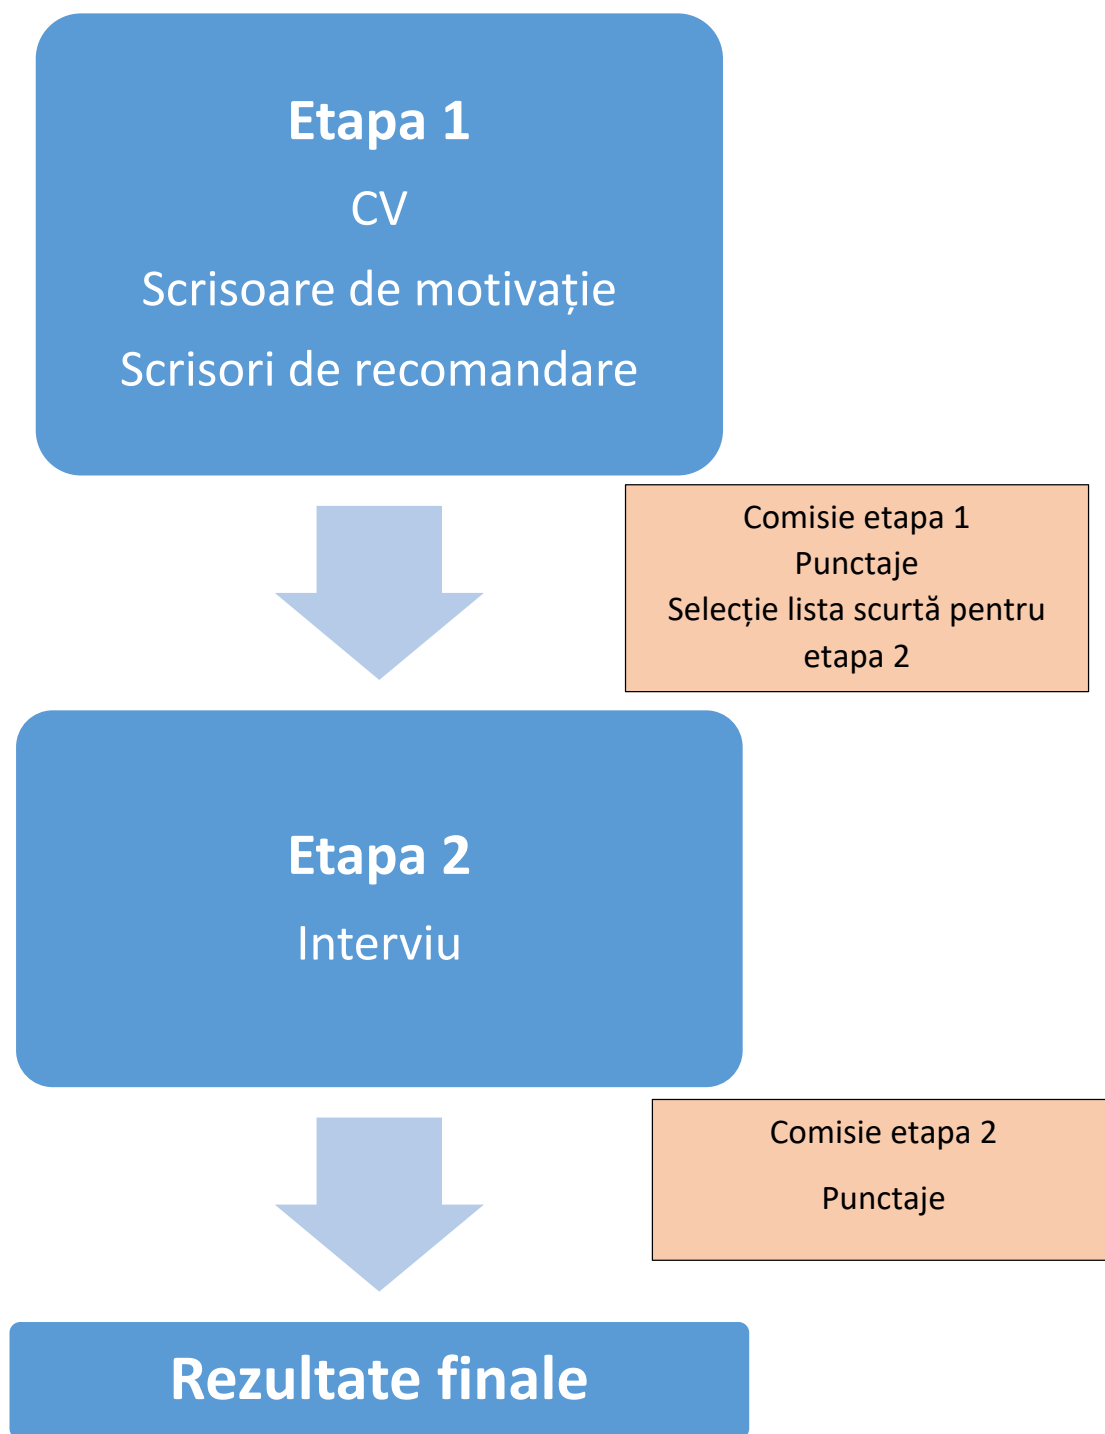 Etapa 1
CV
Scrisoare de motivație
Scrisori de recomandare
Comisie etapa 1
Punctaje
Selecție lista scurtă pentru
etapa 2
Etapa 2
Interviu
Comisie etapa 2
Punctaje
Rezultate finale